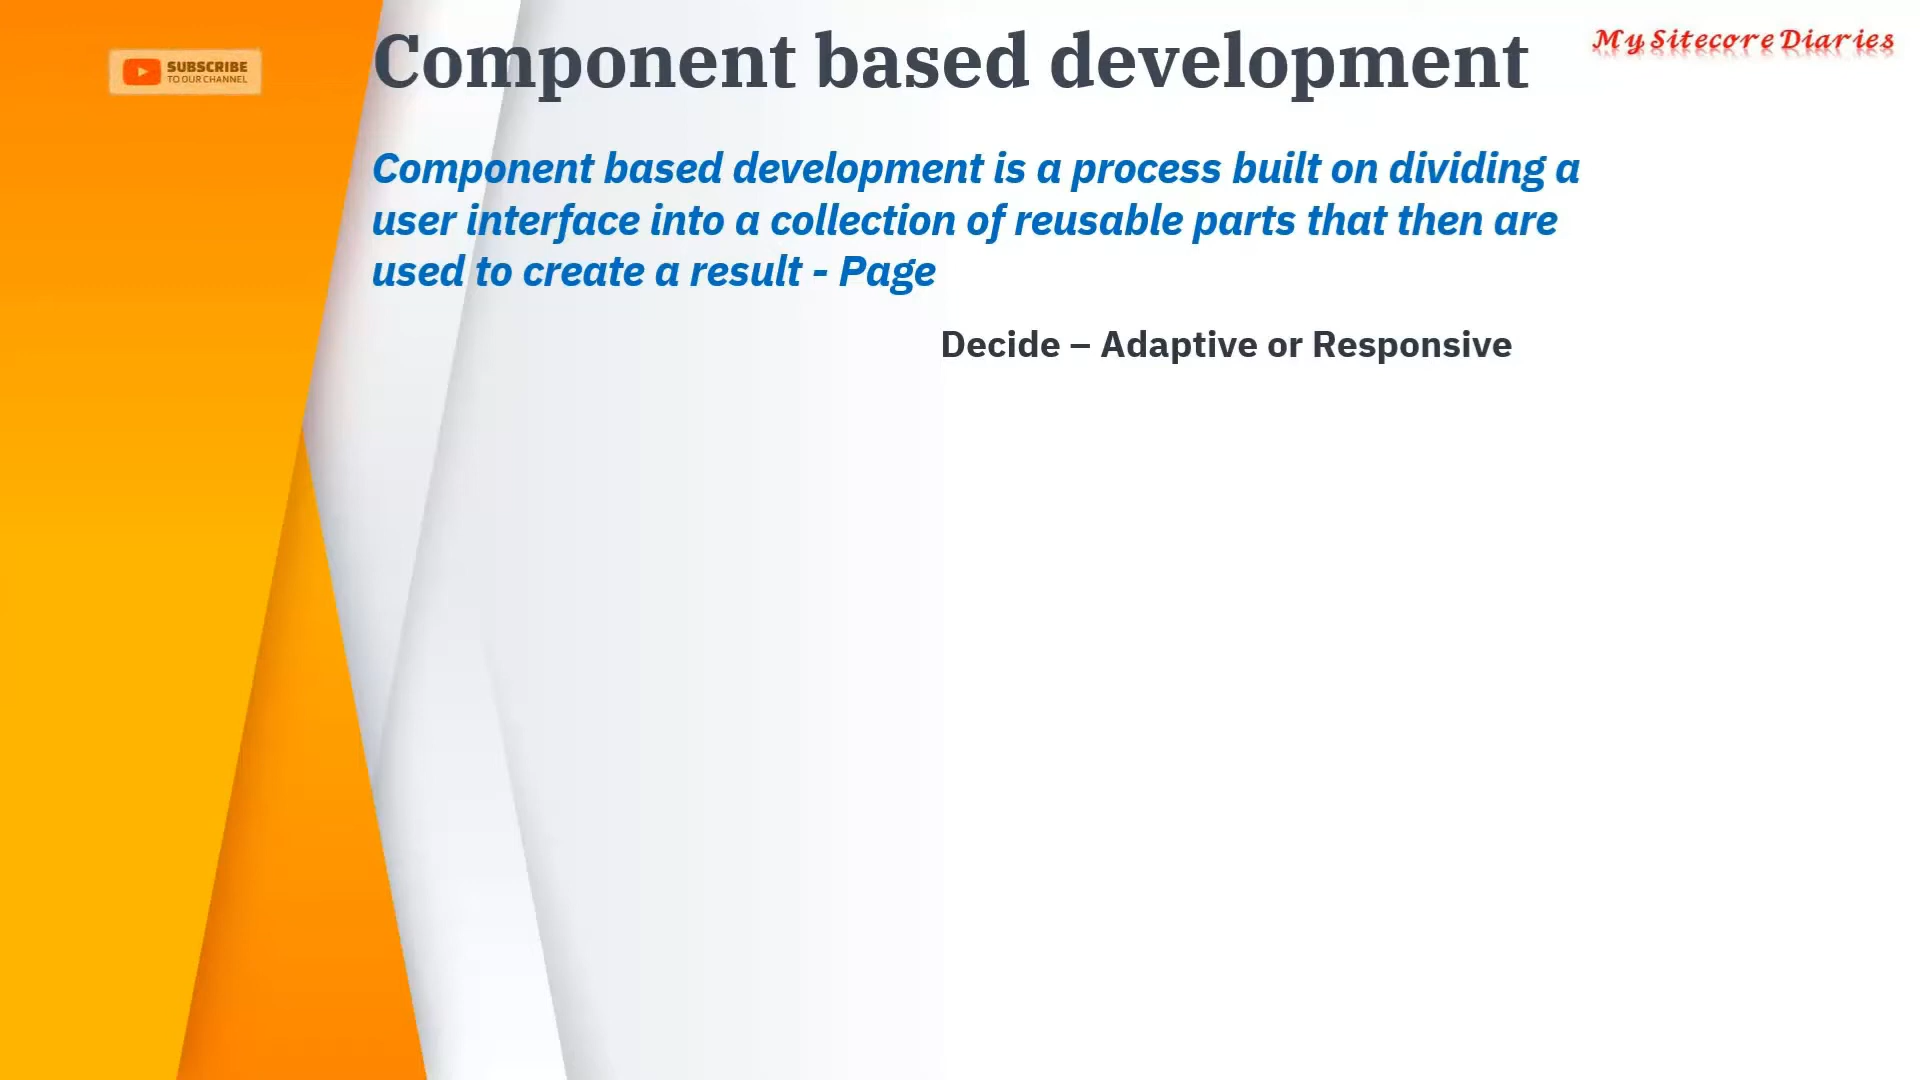 Component based development
My Sitecore Diaries
SUBSCRIBE
TO OUR CHANNEL
Component based development is a process built on dividing a
user interface into a collection of reusable parts that then are
used to create a result - Page
Decide – Adaptive or Responsive